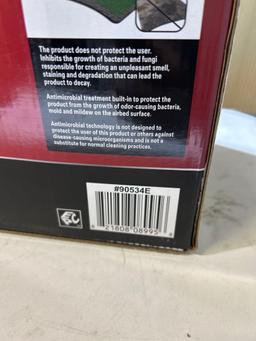 The product does not protect the user.
Inhibits the growth of bacteria and fungi
responsible for creating an unpleasant smell,
staining and degradation that can lead the
product to decay.
Antimicrobial treatment built-in to protect the
product from the growth of odor-causing bacteria,
mold and mildew on the airbed surface.
Antimicrobial technology is not designed to
protect the user of this product or others against
disease-causing microorganisms and is not a
substitute for normal cleaning practices.
#90534E
21808 08995